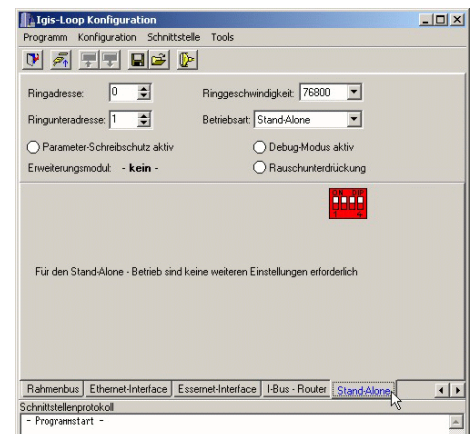 Igis-Loop Konfiguration
Programm Konfiguration Schnittstelle Tools
Ringadresse: 0 Ringgeschwindigkeit: 76800
Ringunteradresse: 1 Betriebsart: Stand-Alone
Parameter-Schreibschutz aktiv Debug-Modus aktiv
Erweiterungsmodul: - kein - Rauschunterdrückung
ON DIP
1 4
Für den Stand-Alone - Betrieb sind keine weiteren Einstellungen erforderlich
Rahmenbus Ethernet-Interface Essernet-Interface I-Bus - Router Stand-Alone
Schnittstellenprotokoll
- Programmstart -